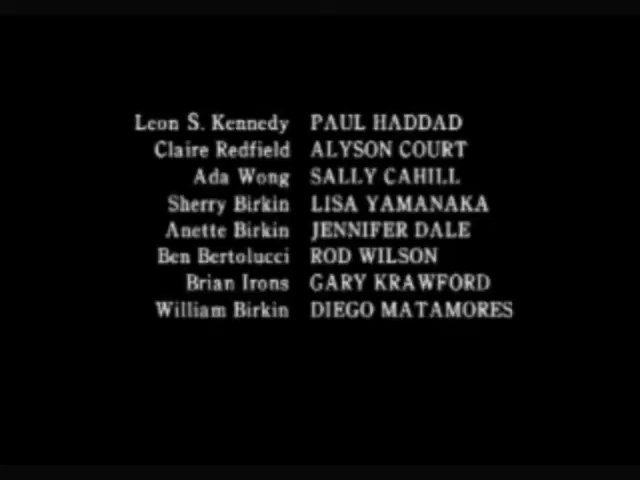 Leon S. Kennedy PAUL HADDAD
Claire Redfield ALYSON COURT
Ada Wong SALLY CAHILL
Sherry Birkin LISA YAMANAKA
Anette Birkin JENNIFER DALE
Ben Bertolucci ROD WILSON
Brian Irons GARY KRAWFORD
William Birkin DIEGO MATAMORES